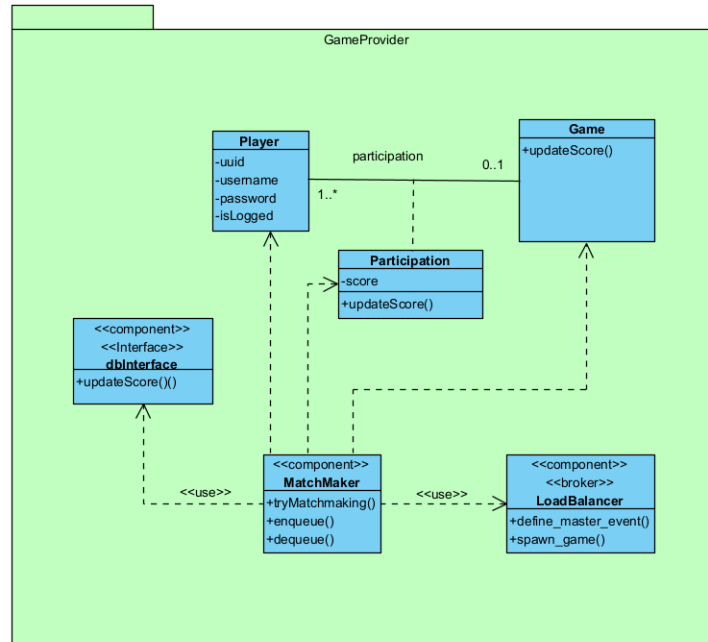 GameProvider
Player
-uuid
-username
-password
-isLogged
participation
1..*
0..1
Game
+updateScore()
Participation
-score
+updateScore()
<<component>>
<<Interface>>
dbInterface
+updateScore()()
<<use>>
<<component>>
MatchMaker
+tryMatchmaking()
+enqueue()
+dequeue()
<<use>>
<<component>>
<<broker>>
LoadBalancer
+define_master_event()
+spawn_game()